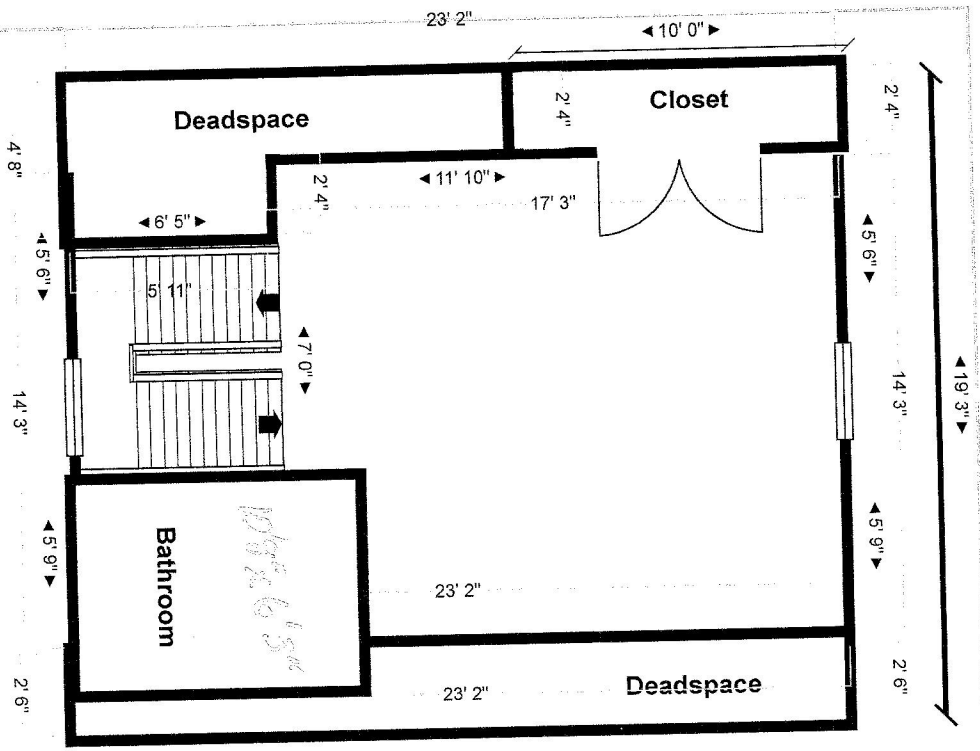 23' 2"
◄ 10' 0" ►
Deadspace
Closet
2' 4"
2' 4"
4' 8"
◄ 11' 10" ►
2' 4"
17' 3"
◄ 6' 5" ►
◄ 5' 6" ►
◄ 5' 6" ►
5' 11"
◄ 7' 0" ►
14' 3"
14' 3"
◄ 19' 3" ►
Bathroom
◄ 5' 9" ►
◄ 5' 9" ►
23' 2"
2' 6"
23' 2"
Deadspace
2' 6"